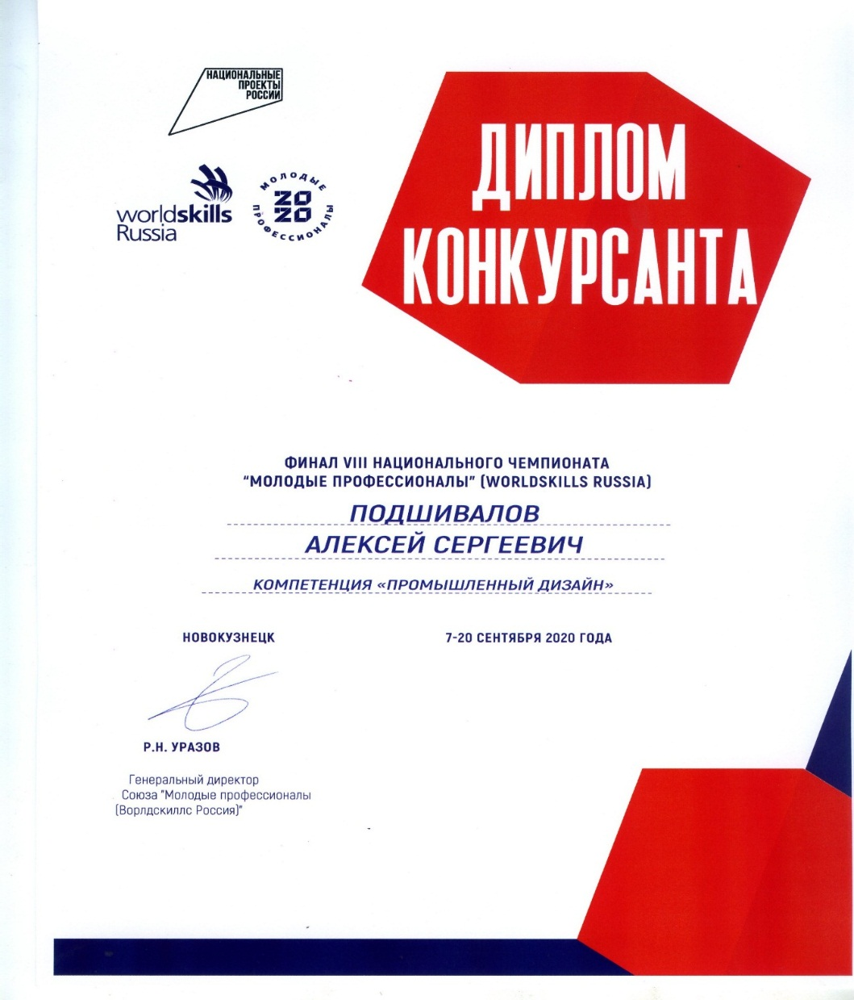 НАЦИОНАЛЬНЫЕ
ПРОЕКТЫ
РОССИИ
worldskills
Russia
МОЛОДЫЕ
2020
ПРОФЕССИОНАЛЫ
ДИПЛОМ
КОНКУРСАНТА
ФИНАЛ VIII НАЦИОНАЛЬНОГО ЧЕМПИОНАТА
“МОЛОДЫЕ ПРОФЕССИОНАЛЫ” (WORLDSKILLS RUSSIA)
ПОДШИВАЛОВ
АЛЕКСЕЙ СЕРГЕЕВИЧ
КОМПЕТЕНЦИЯ «ПРОМЫШЛЕННЫЙ ДИЗАЙН»
НОВОКУЗНЕЦК 7-20 СЕНТЯБРЯ 2020 ГОДА
Р.Н. УРАЗОВ
Генеральный директор
Союза "Молодые профессионалы
(Ворлдскиллс Россия)"